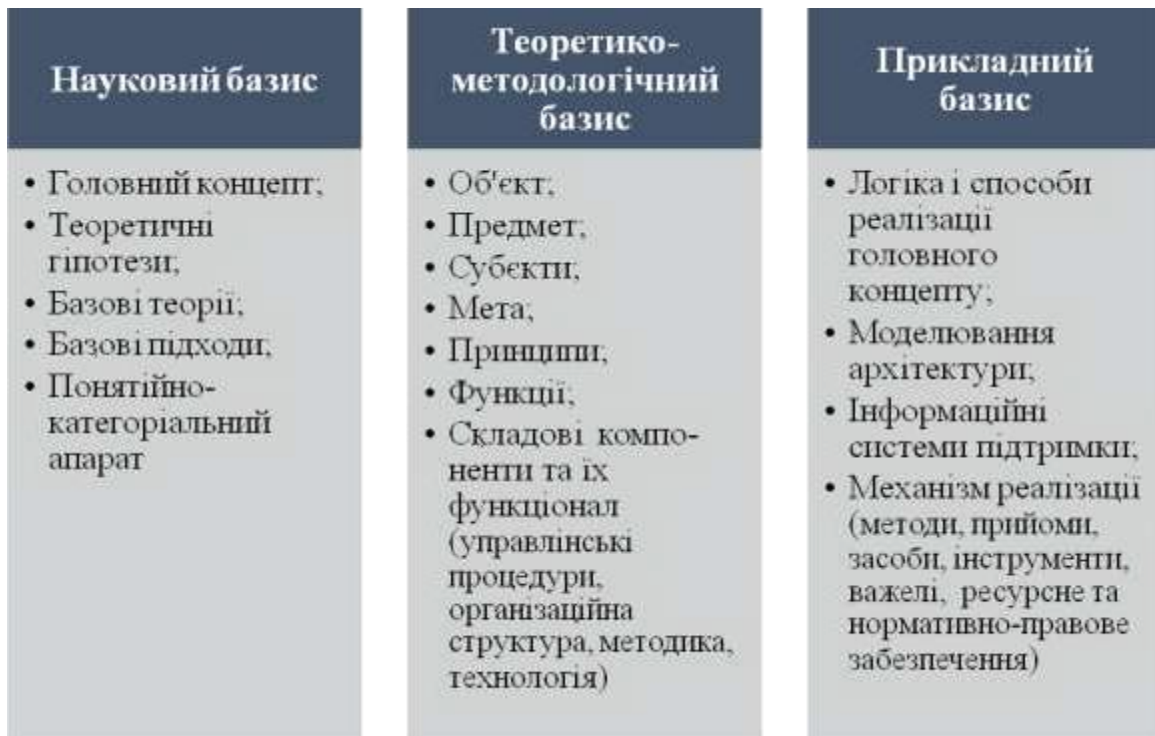 Науковий базис
• Головний концепт;
• Теоретичні
гіпотези;
• Базові теорії;
• Базові підходи;
• Понятійно-
категоріальний
апарат
Теоретико-
методологічний
базис
• Об'єкт;
• Предмет;
• Субєкти;
• Мета;
• Принципи;
• Функції;
• Складові компо-
ненти та їх
функціонал
(управлінські
процедури,
організаційна
структура, методика,
технологія)
Прикладний
базис
• Логіка і способи
реалізації
головного
концепту;
• Моделювання
архітектури;
• Інформаційні
системи підтримки;
• Механізм реалізації
(методи, прийоми,
засоби, інструменти,
важелі, ресурсне та
нормативно-правове
забезпечення)